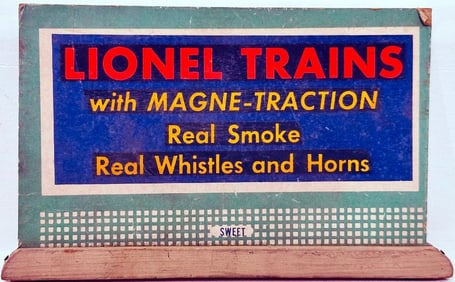 LIONEL TRAINS
with MAGNE-TRACTION
Real Smoke
Real Whistles and Horns
SWEET